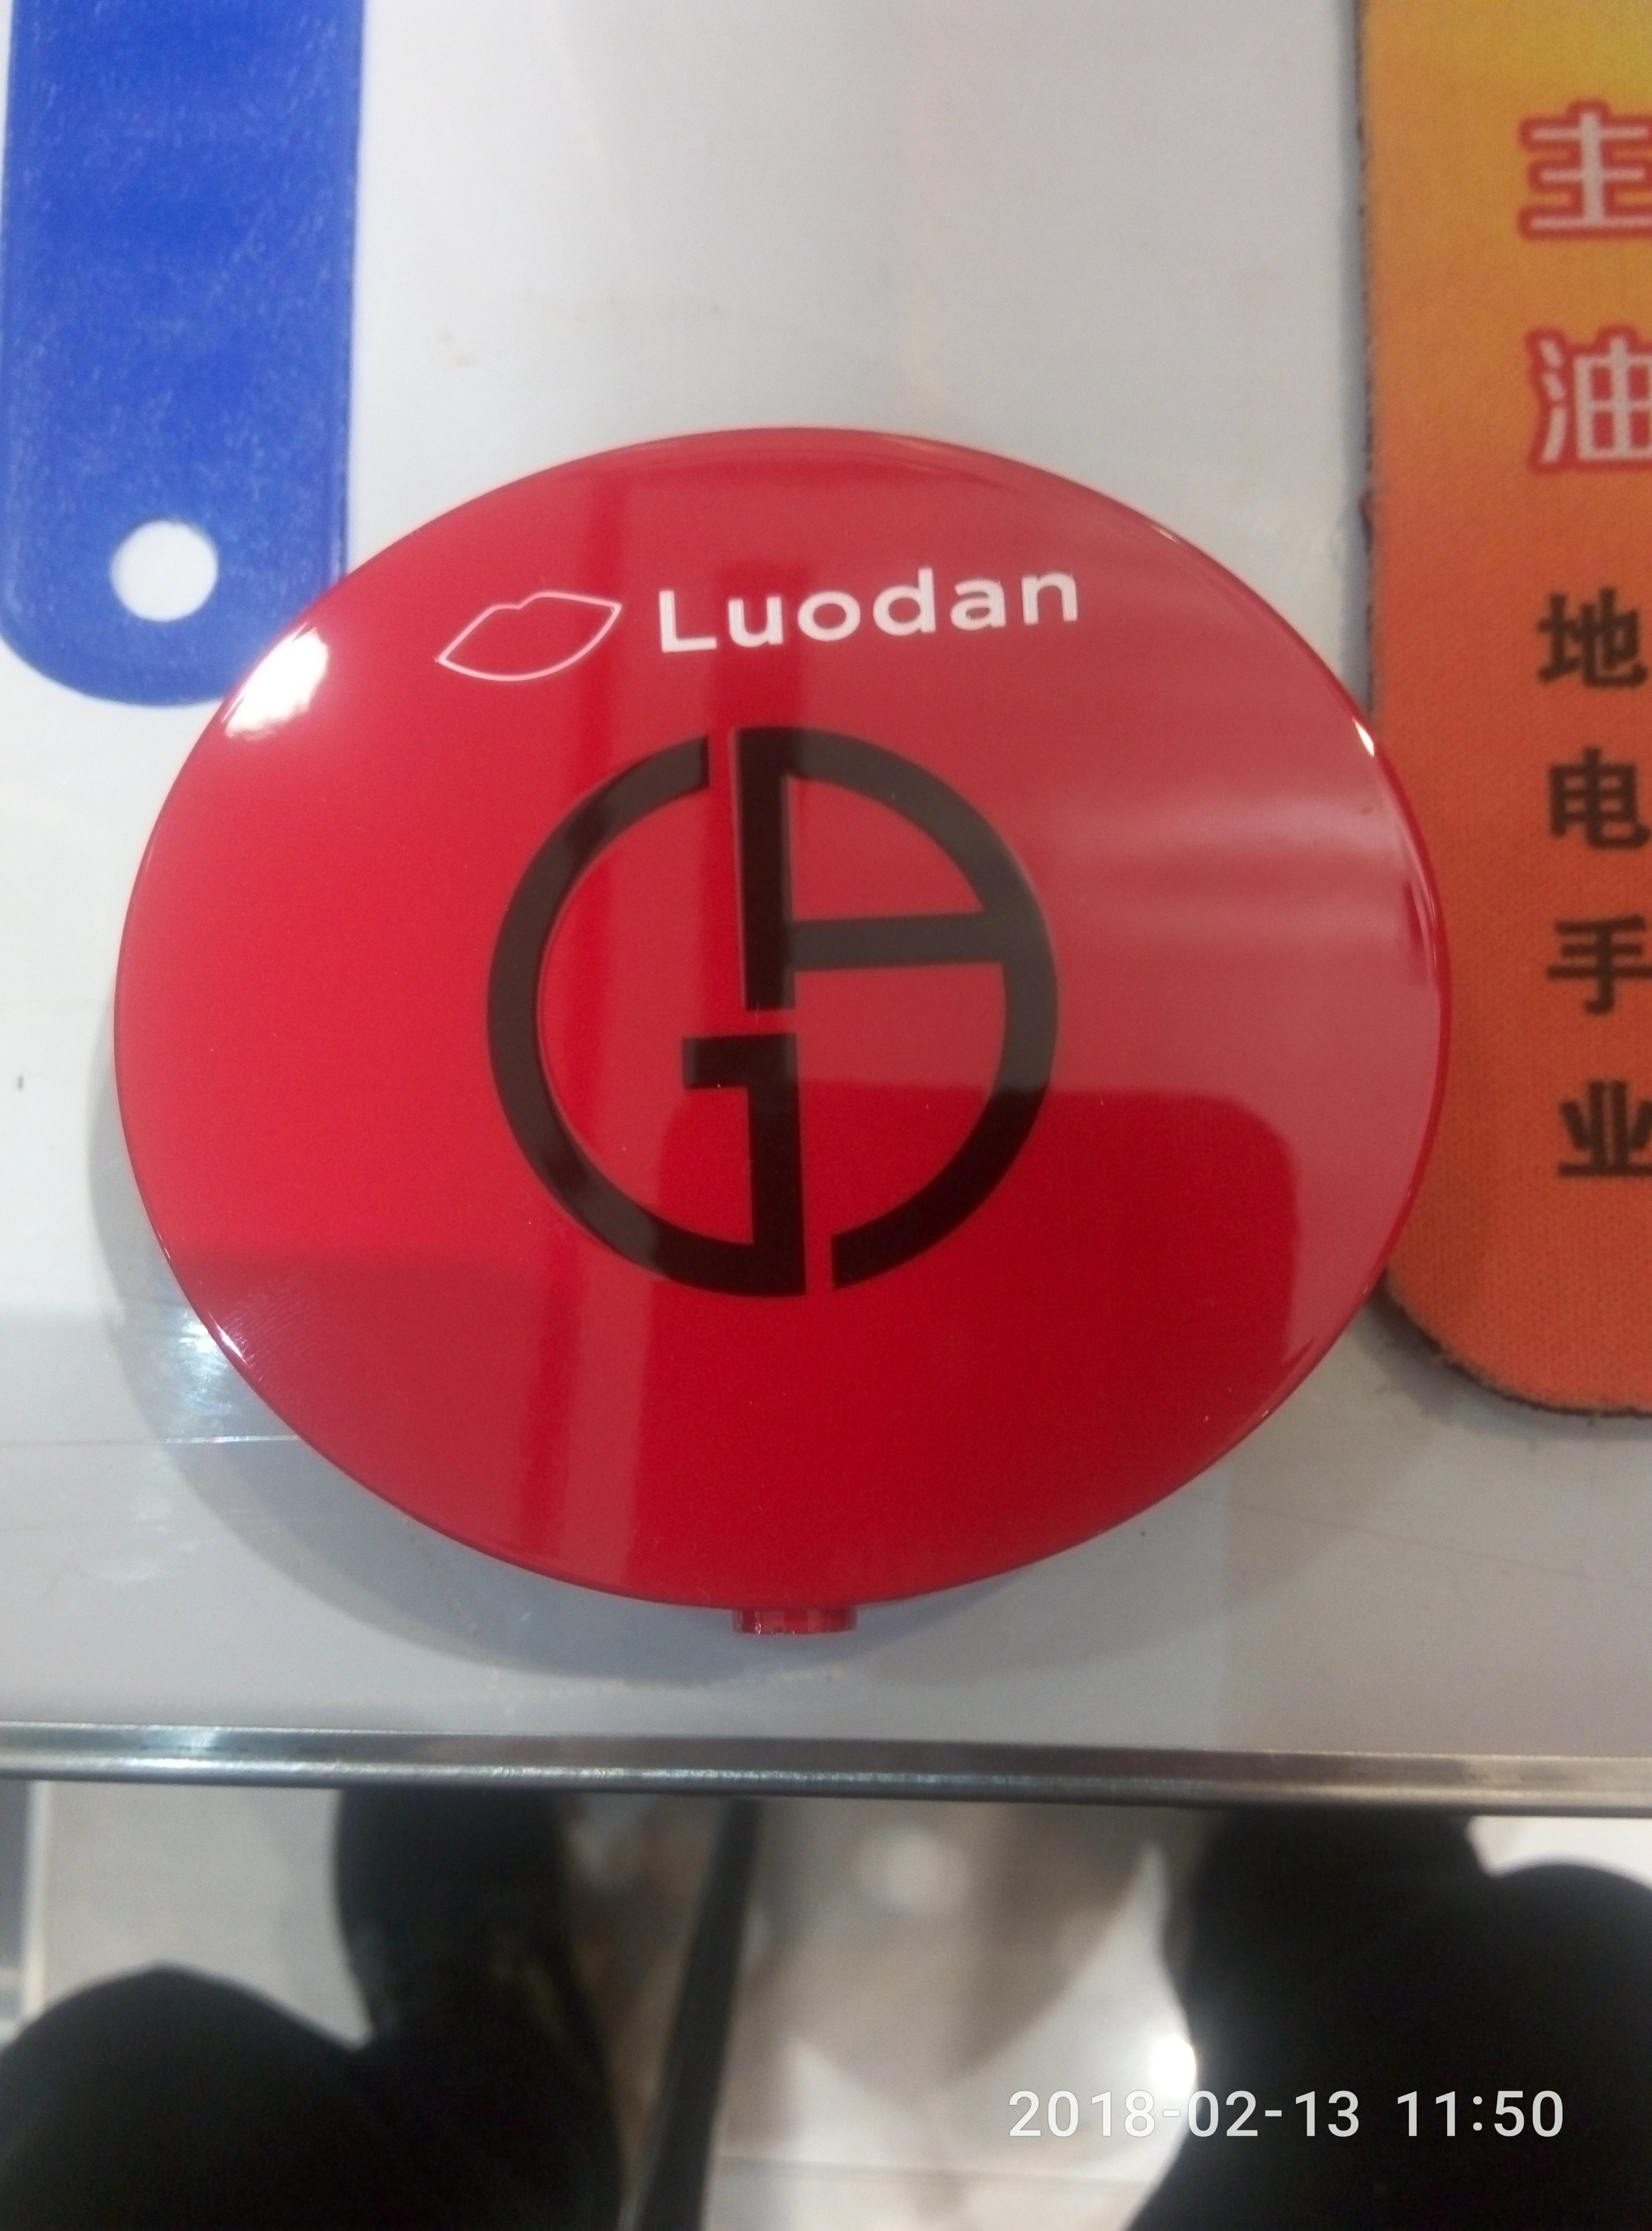 Luodan
GA
主
油
地
电
手
业
2018-02-13 11:50